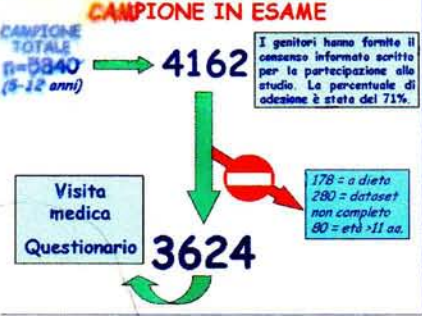 CAMPIONE IN ESAME
CAMPIONE
TOTALE
n=5840
(5-12 anni)
4162
I genitori hanno fornito il
consenso informato scritto
per la partecipazione allo
studio. La percentuale di
adesione è stata del 71%.
178 = a dieta
280 = dataset
non completo
80 = età >11 aa.
Visita
medica
Questionario
3624